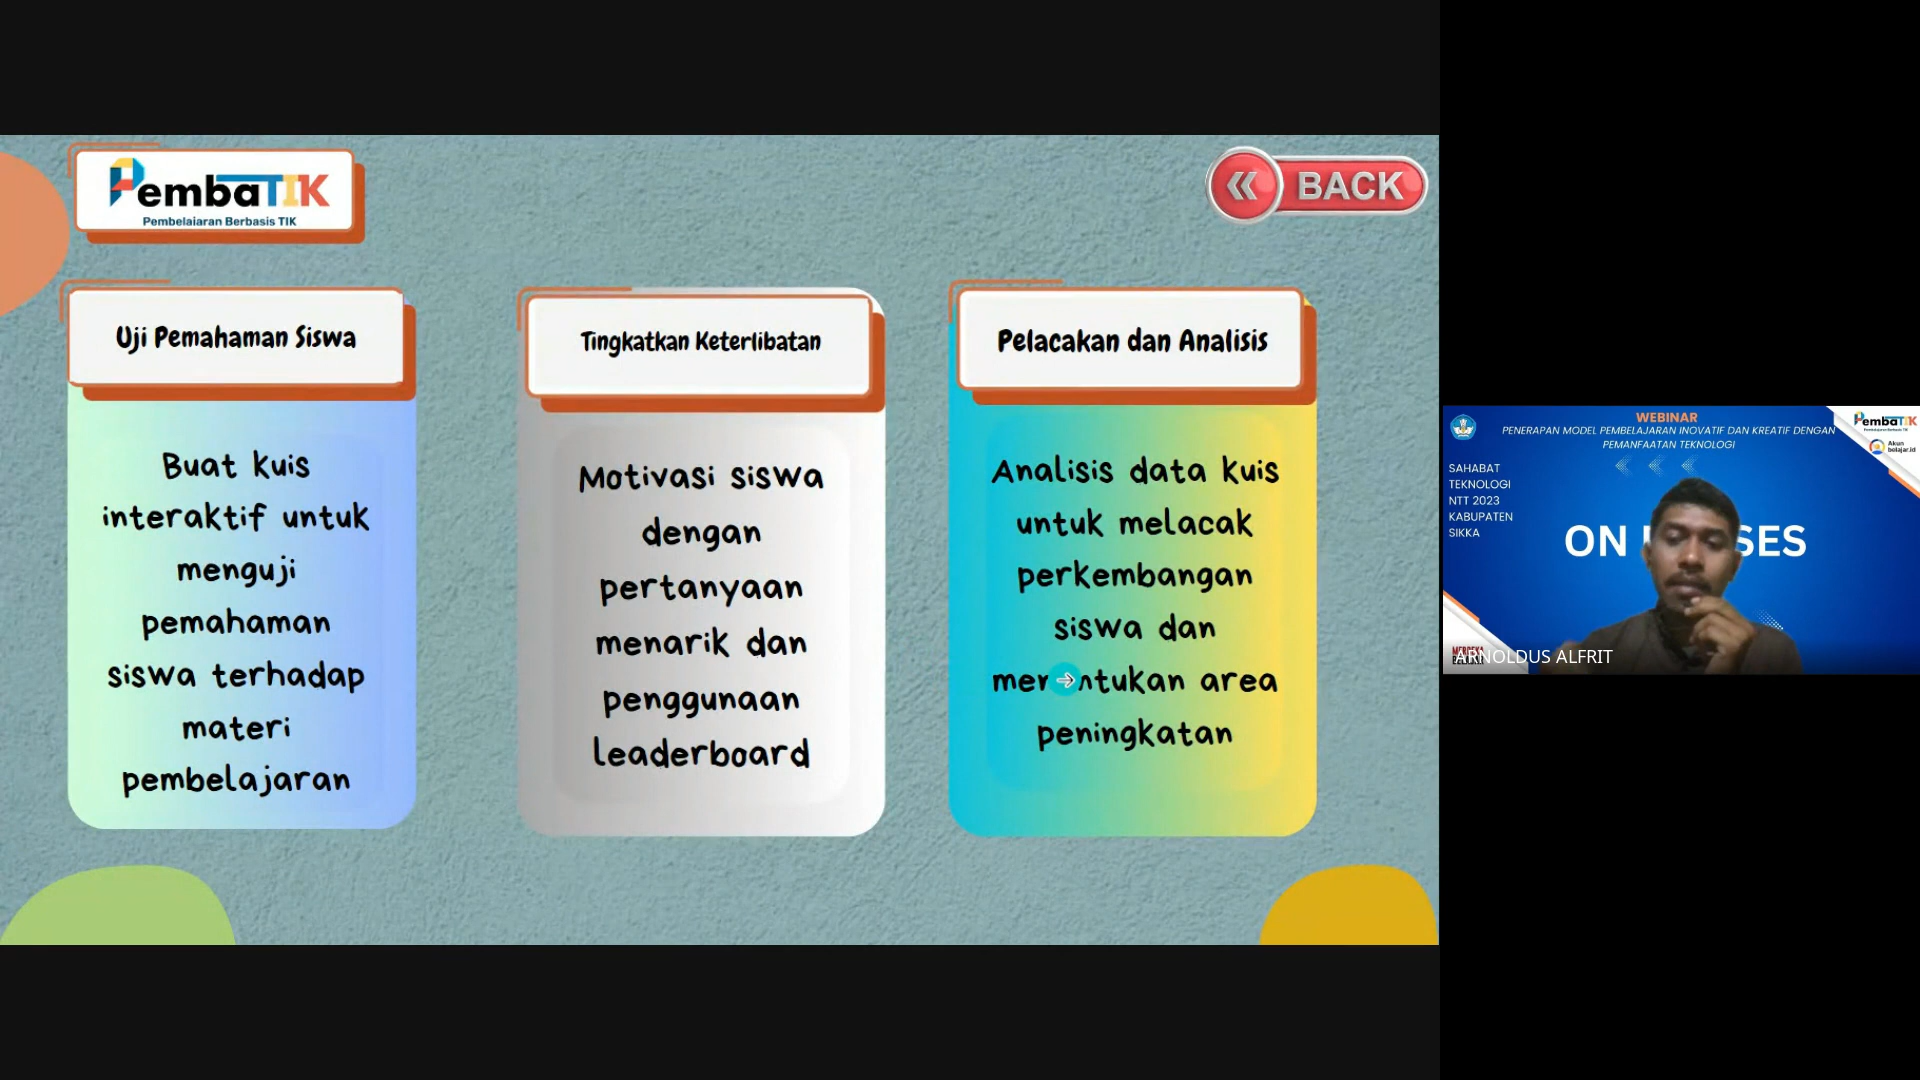 PembaTIK
Pembelajaran Berbasis TIK
BACK
Uji Pemahaman Siswa
Buat kuis
interaktif untuk
menguji
pemahaman
siswa terhadap
materi
pembelajaran
Tingkatkan Keterlibatan
Motivasi siswa
dengan
pertanyaan
menarik dan
penggunaan
leaderboard
Pelacakan dan Analisis
Analisis data kuis
untuk melacak
perkembangan
siswa dan
area
peningkatan
WEBINAR
PENERAPAN MODEL PEMBELAJARAN INOVATIF DAN KREATIF DENGAN
PEMANFAATAN TEKNOLOGI
SAHABAT
TEKNOLOGI
NTT 2023
KABUPATEN
SIKKA
PembaTIK
Akun
belajar.id
ON SES
ARNOLDUS ALFRIT